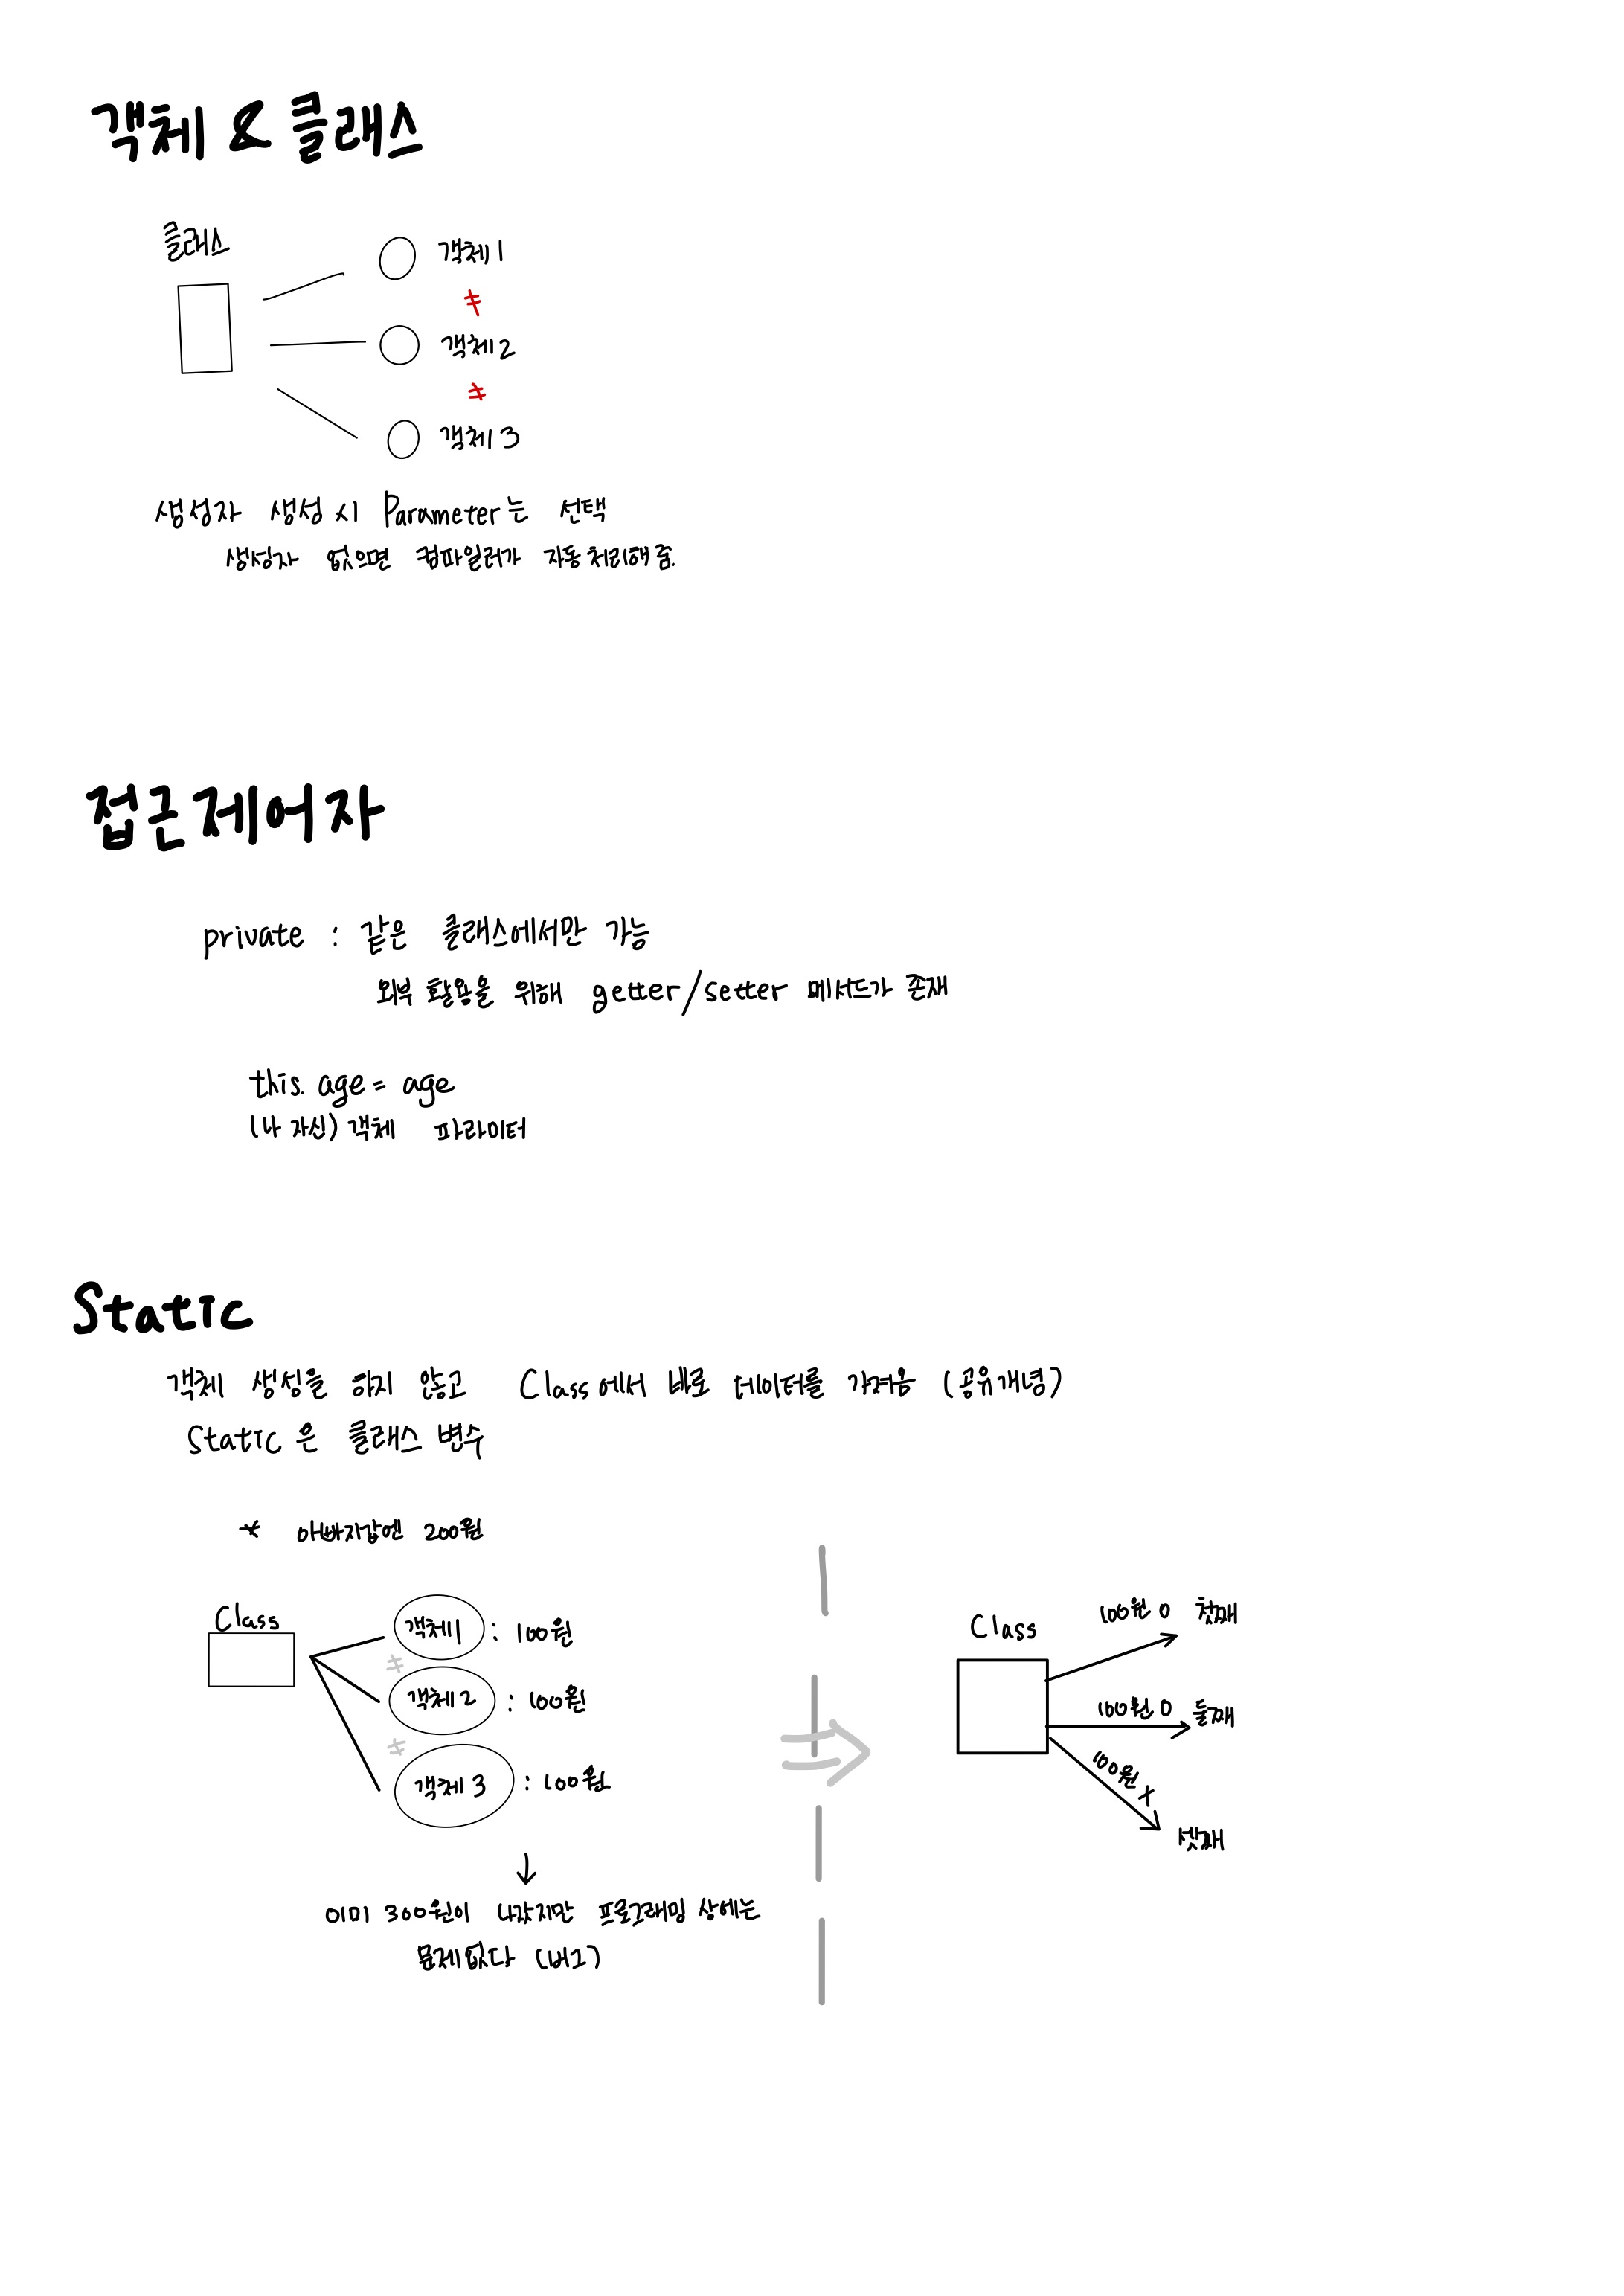 객체 & 클래스
클래스
객체1
≠
객체2
≠
객체3
생성자 생성 시 Parameter는 선택
생성자 없으면 컴파일러가 자동 처리해 줌.
접근제어자
private : 같은 클래스에서만 가능
외부 활용을 위해 getter/setter 메서드가 존재
this. age = age
(나 자신) 객체 파라미터
Static
객체 생성을 하지 않고 Class에서 바로 데이터를 가져옴 (공유개념)
Static은 클래스 변수
* 아빠지갑엔 200원
Class
객체1 : 100원
≠
객체2 : 100원
≠
객체3 : 100원
↓
이미 300원이 나갔지만 프로그래밍 상에는
문제없다 (버그)
⇒
Class
100원 O 첫째
100원 O 둘째
100원 X
셋째